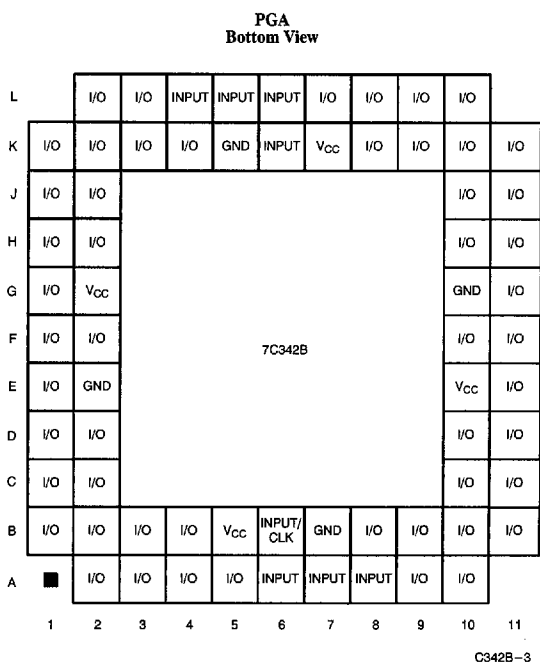 PGA
Bottom View
L I/O I/O INPUT INPUT INPUT I/O I/O I/O I/O
K I/O I/O I/O I/O GND INPUT VCC I/O I/O I/O I/O
J I/O I/O I/O I/O
H I/O I/O I/O I/O
G I/O VCC GND I/O
F I/O I/O 7C342B I/O I/O
E I/O GND VCC I/O
D I/O I/O I/O I/O
C I/O I/O I/O I/O
B I/O I/O I/O I/O VCC INPUT/ GND I/O I/O I/O I/O
CLK
A I/O I/O I/O I/O INPUT INPUT INPUT I/O I/O
1 2 3 4 5 6 7 8 9 10 11
C342B–3